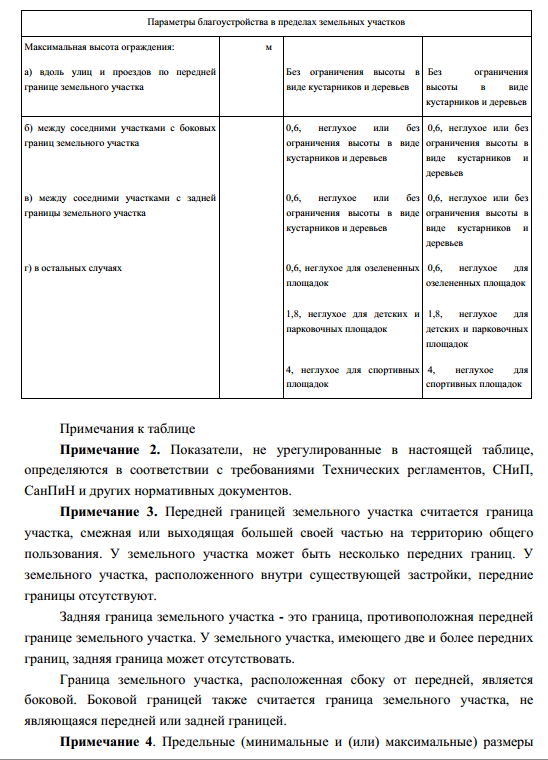 Параметры благоустройства в пределах земельных участков
Максимальная высота ограждения:
м
а) вдоль улиц и проездов по передней
границе земельного участка
Без ограничения высоты в
виде кустарников и деревьев
Без ограничения
высоты в виде
кустарников и деревьев
б) между соседними участками с боковых
границ земельного участка
0,6, неглухое или без
ограничения высоты в виде
кустарников и деревьев
0,6, неглухое или без
ограничения высоты в
виде кустарников и
деревьев
в) между соседними участками с задней
границы земельного участка
0,6, неглухое или без
ограничения высоты в виде
кустарников и деревьев
0,6, неглухое или без
ограничения высоты в
виде кустарников и
деревьев
г) в остальных случаях
0,6, неглухое для озелененных
площадок
0,6, неглухое для
озелененных площадок
1,8, неглухое для детских и
парковочных площадок
1,8, неглухое для
детских и парковочных
площадок
4, неглухое для спортивных
площадок
4, неглухое для
спортивных площадок
Примечания к таблице
Примечание 2. Показатели, не урегулированные в настоящей таблице,
определяются в соответствии с требованиями Технических регламентов, СНиП,
СанПиН и других нормативных документов.
Примечание 3. Передней границей земельного участка считается граница
участка, смежная или выходящая большей своей частью на территорию общего
пользования. У земельного участка может быть несколько передних границ. У
земельного участка, расположенного внутри существующей застройки, передние
границы отсутствуют.
Задняя граница земельного участка - это граница, противоположная передней
границе земельного участка. У земельного участка, имеющего две и более передних
границ, задняя граница может отсутствовать.
Граница земельного участка, расположенная сбоку от передней, является
боковой. Боковой границей также считается граница земельного участка, не
являющаяся передней или задней границей.
Примечание 4. Предельные (минимальные и (или) максимальные) размеры